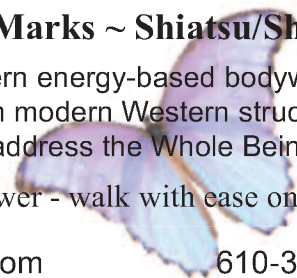 Marks ~ Shiatsu/Sh
ern energy-based bodyw
n modern Western struc
address the Whole Bein
wer - walk with ease on
om 610-3